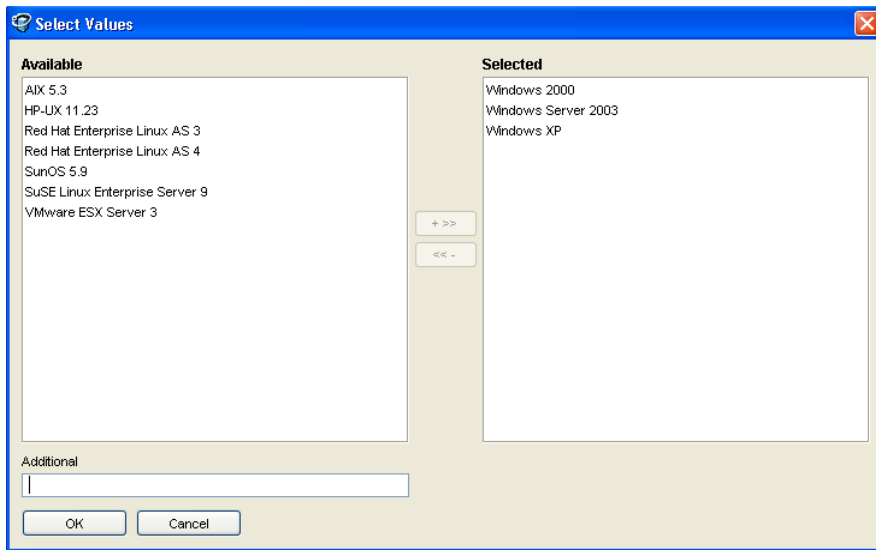 Select Values
Available
Selected
AIX 5.3
HP-UX 11.23
Red Hat Enterprise Linux AS 3
Red Hat Enterprise Linux AS 4
SunOS 5.9
SuSE Linux Enterprise Server 9
VMware ESX Server 3
Windows 2000
Windows Server 2003
Windows XP
+ >>
<< -
Additional
OK
Cancel